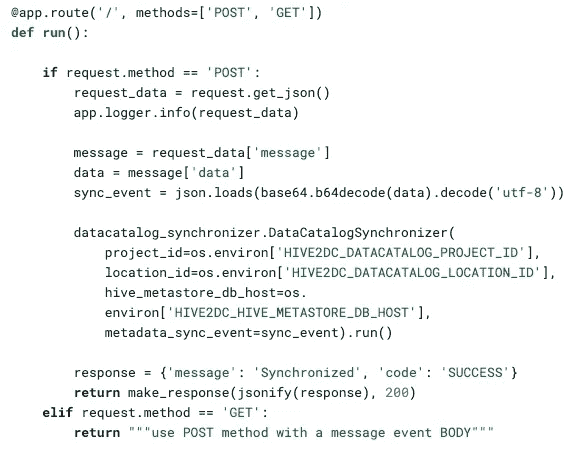 @app.route('/', methods=['POST', 'GET'])
def run():

    if request.method == 'POST':
        request_data = request.get_json()
        app.logger.info(request_data)

        message = request_data['message']
        data = message['data']
        sync_event = json.loads(base64.b64decode(data).decode('utf-8'))

        datacatalog_synchronizer.DataCatalogSynchronizer(
            project_id=os.environ['HIVE2DC_DATACATALOG_PROJECT_ID'],
            location_id=os.environ['HIVE2DC_DATACATALOG_LOCATION_ID'],
            hive_metastore_db_host=os.
            environ['HIVE2DC_HIVE_METASTORE_DB_HOST'],
            metadata_sync_event=sync_event).run()

        response = {'message': 'Synchronized', 'code': 'SUCCESS'}
        return make_response(jsonify(response), 200)
    elif request.method == 'GET':
        return """use POST method with a message event BODY"""